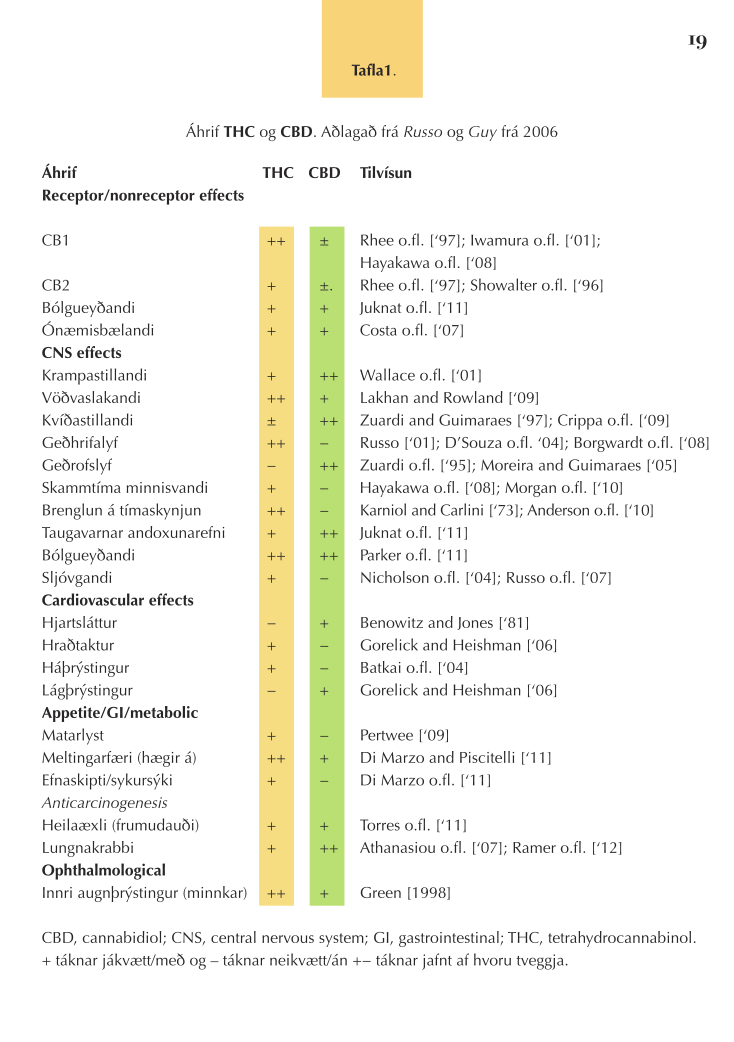 19
Tafla1.
Áhrif THC og CBD. Aðlagað frá Russo og Guy frá 2006
Áhrif THC CBD Tilvísun
Receptor/nonreceptor effects
CB1 ++ ± Rhee o.fl. [‘97]; Iwamura o.fl. [‘01];
Hayakawa o.fl. [‘08]
CB2 + ±. Rhee o.fl. [‘97]; Showalter o.fl. [‘96]
Bólgueyðandi + + Juknat o.fl. [‘11]
Ónæmisbælandi + + Costa o.fl. [‘07]
CNS effects
Krampastillandi + ++ Wallace o.fl. [‘01]
Vöðvaslakandi ++ + Lakhan and Rowland [‘09]
Kvíðastillandi ± ++ Zuardi and Guimaraes [‘97]; Crippa o.fl. [‘09]
Geðhrifalyf ++ – Russo [‘01]; D’Souza o.fl. ‘04]; Borgwardt o.fl. [‘08]
Geðrofslyf – ++ Zuardi o.fl. [‘95]; Moreira and Guimaraes [‘05]
Skammtíma minnisvandi + – Hayakawa o.fl. [‘08]; Morgan o.fl. [‘10]
Brenglun á tímaskynjun ++ – Karniol and Carlini [‘73]; Anderson o.fl. [‘10]
Taugavarnar andoxunarefni + ++ Juknat o.fl. [‘11]
Bólgueyðandi ++ ++ Parker o.fl. [‘11]
Sljóvgandi + – Nicholson o.fl. [‘04]; Russo o.fl. [‘07]
Cardiovascular effects
Hjartsláttur – + Benowitz and Jones [‘81]
Hraðtaktur + – Gorelick and Heishman [‘06]
Háþrýstingur + – Batkai o.fl. [‘04]
Lágþrýstingur – + Gorelick and Heishman [‘06]
Appetite/GI/metabolic
Matarlyst + – Pertwee [‘09]
Meltingarfæri (hægir á) ++ + Di Marzo and Piscitelli [‘11]
Efnaskipti/sykursýki + – Di Marzo o.fl. [‘11]
Anticarcinogenesis
Heilaæxli (frumudauði) + + Torres o.fl. [‘11]
Lungnakrabbi + ++ Athanasiou o.fl. [‘07]; Ramer o.fl. [‘12]
Ophthalmological
Innri augnþrýstingur (minnkar) ++ + Green [1998]
CBD, cannabidiol; CNS, central nervous system; GI, gastrointestinal; THC, tetrahydrocannabinol.
+ táknar jákvætt/með og – táknar neikvætt/án +– táknar jafnt af hvoru tveggja.